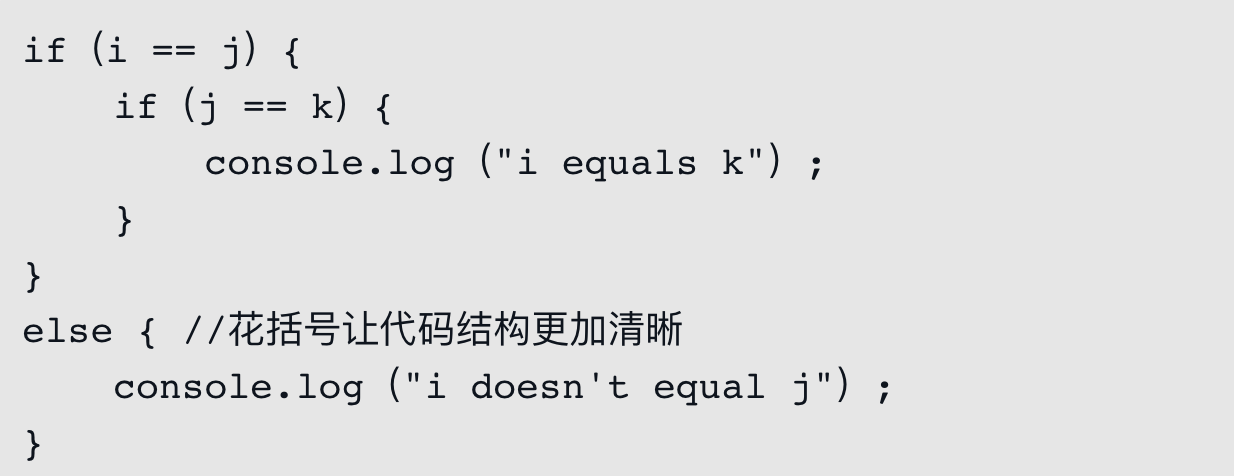 if (i == j) {
    if (j == k) {
        console.log ("i equals k") ;
    }
}
else { //花括号让代码结构更加清晰
    console.log ("i doesn't equal j") ;
}